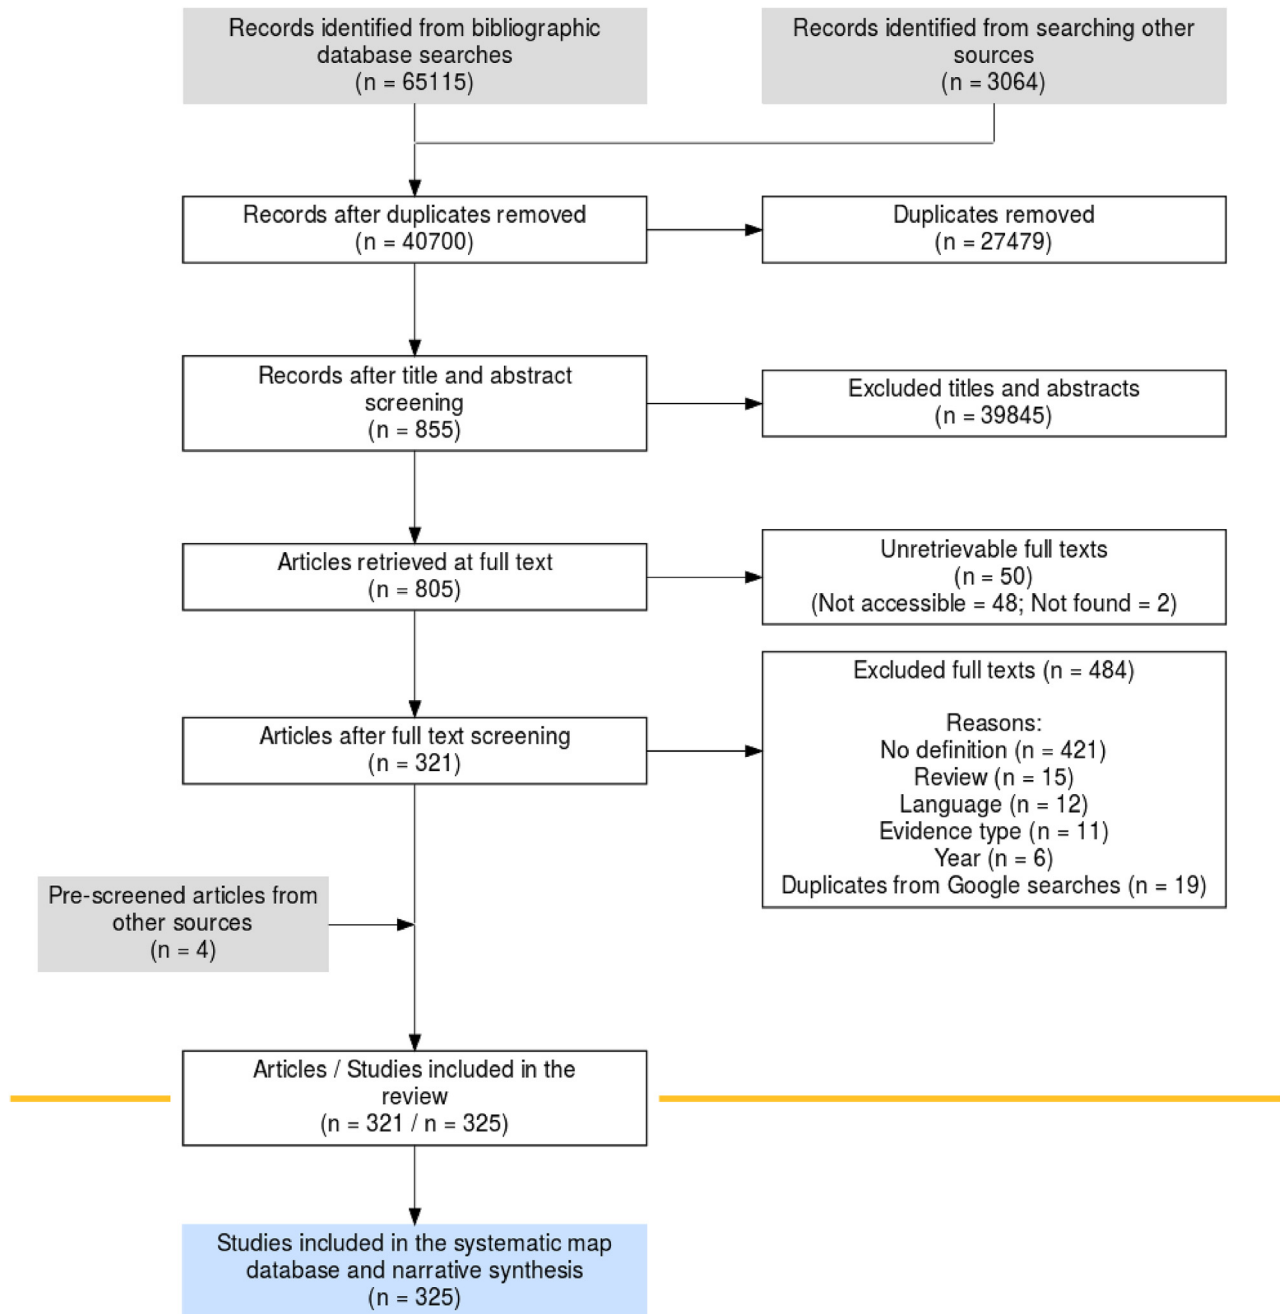 Records identified from bibliographic
database searches
(n = 65115)
Records identified from searching other
sources
(n = 3064)
Records after duplicates removed
(n = 40700)
Duplicates removed
(n = 27479)
Records after title and abstract
screening
(n = 855)
Excluded titles and abstracts
(n = 39845)
Articles retrieved at full text
(n = 805)
Unretrievable full texts
(n = 50)
(Not accessible = 48; Not found = 2)
Articles after full text screening
(n = 321)
Excluded full texts (n = 484)
Reasons:
No definition (n = 421)
Review (n = 15)
Language (n = 12)
Evidence type (n = 11)
Year (n = 6)
Duplicates from Google searches (n = 19)
Pre-screened articles from
other sources
(n = 4)
Articles / Studies included in the
review
(n = 321 / n = 325)
Studies included in the systematic map
database and narrative synthesis
(n = 325)